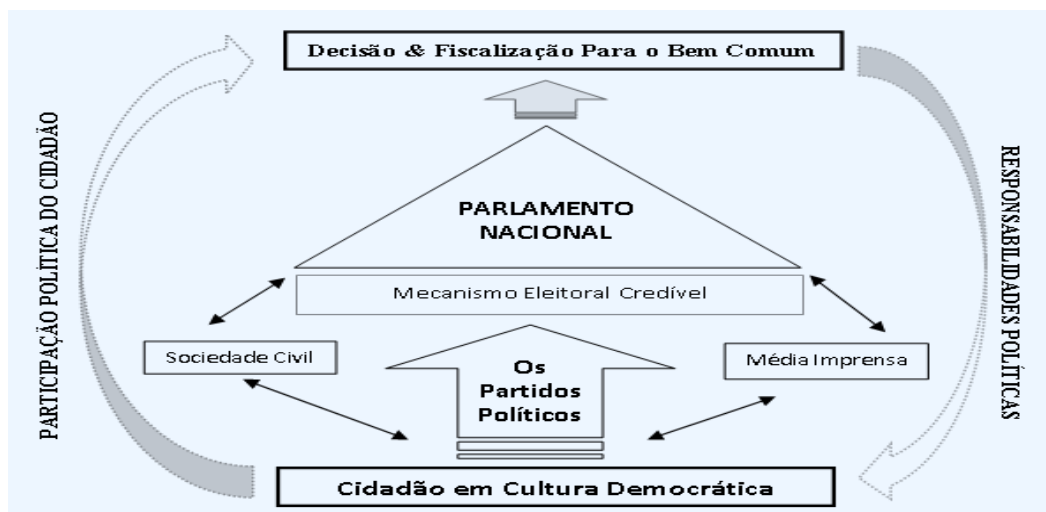 Decisão & Fiscalização Para o Bem Comum
PARTICIPAÇÃO POLÍTICA DO CIDADÃO
RESPONSABILIDADES POLÍTICAS
PARLAMENTO
NACIONAL
Mecanismo Eleitoral Credível
Sociedade Civil
Média Imprensa
Os
Partidos
Políticos
Cidadão em Cultura Democrática